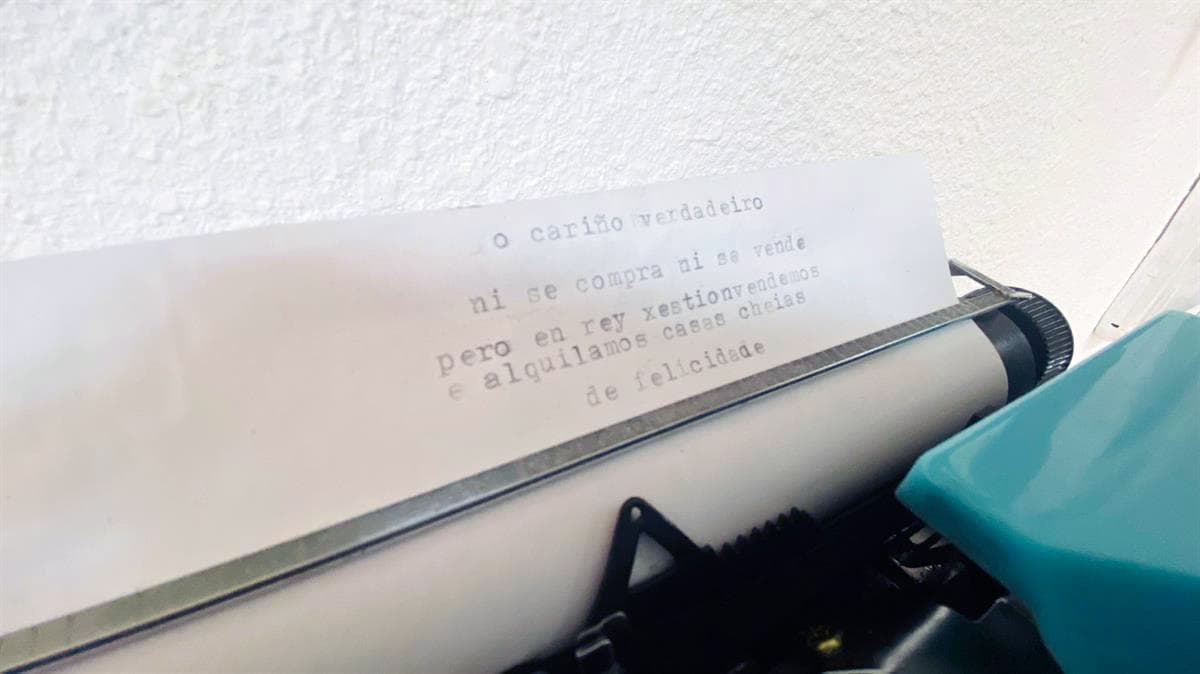 o cariño verdadeiro
ni se compra ni se vende
pero en rey xestionvendemos
e alquilamos casas cheias
de felicidade